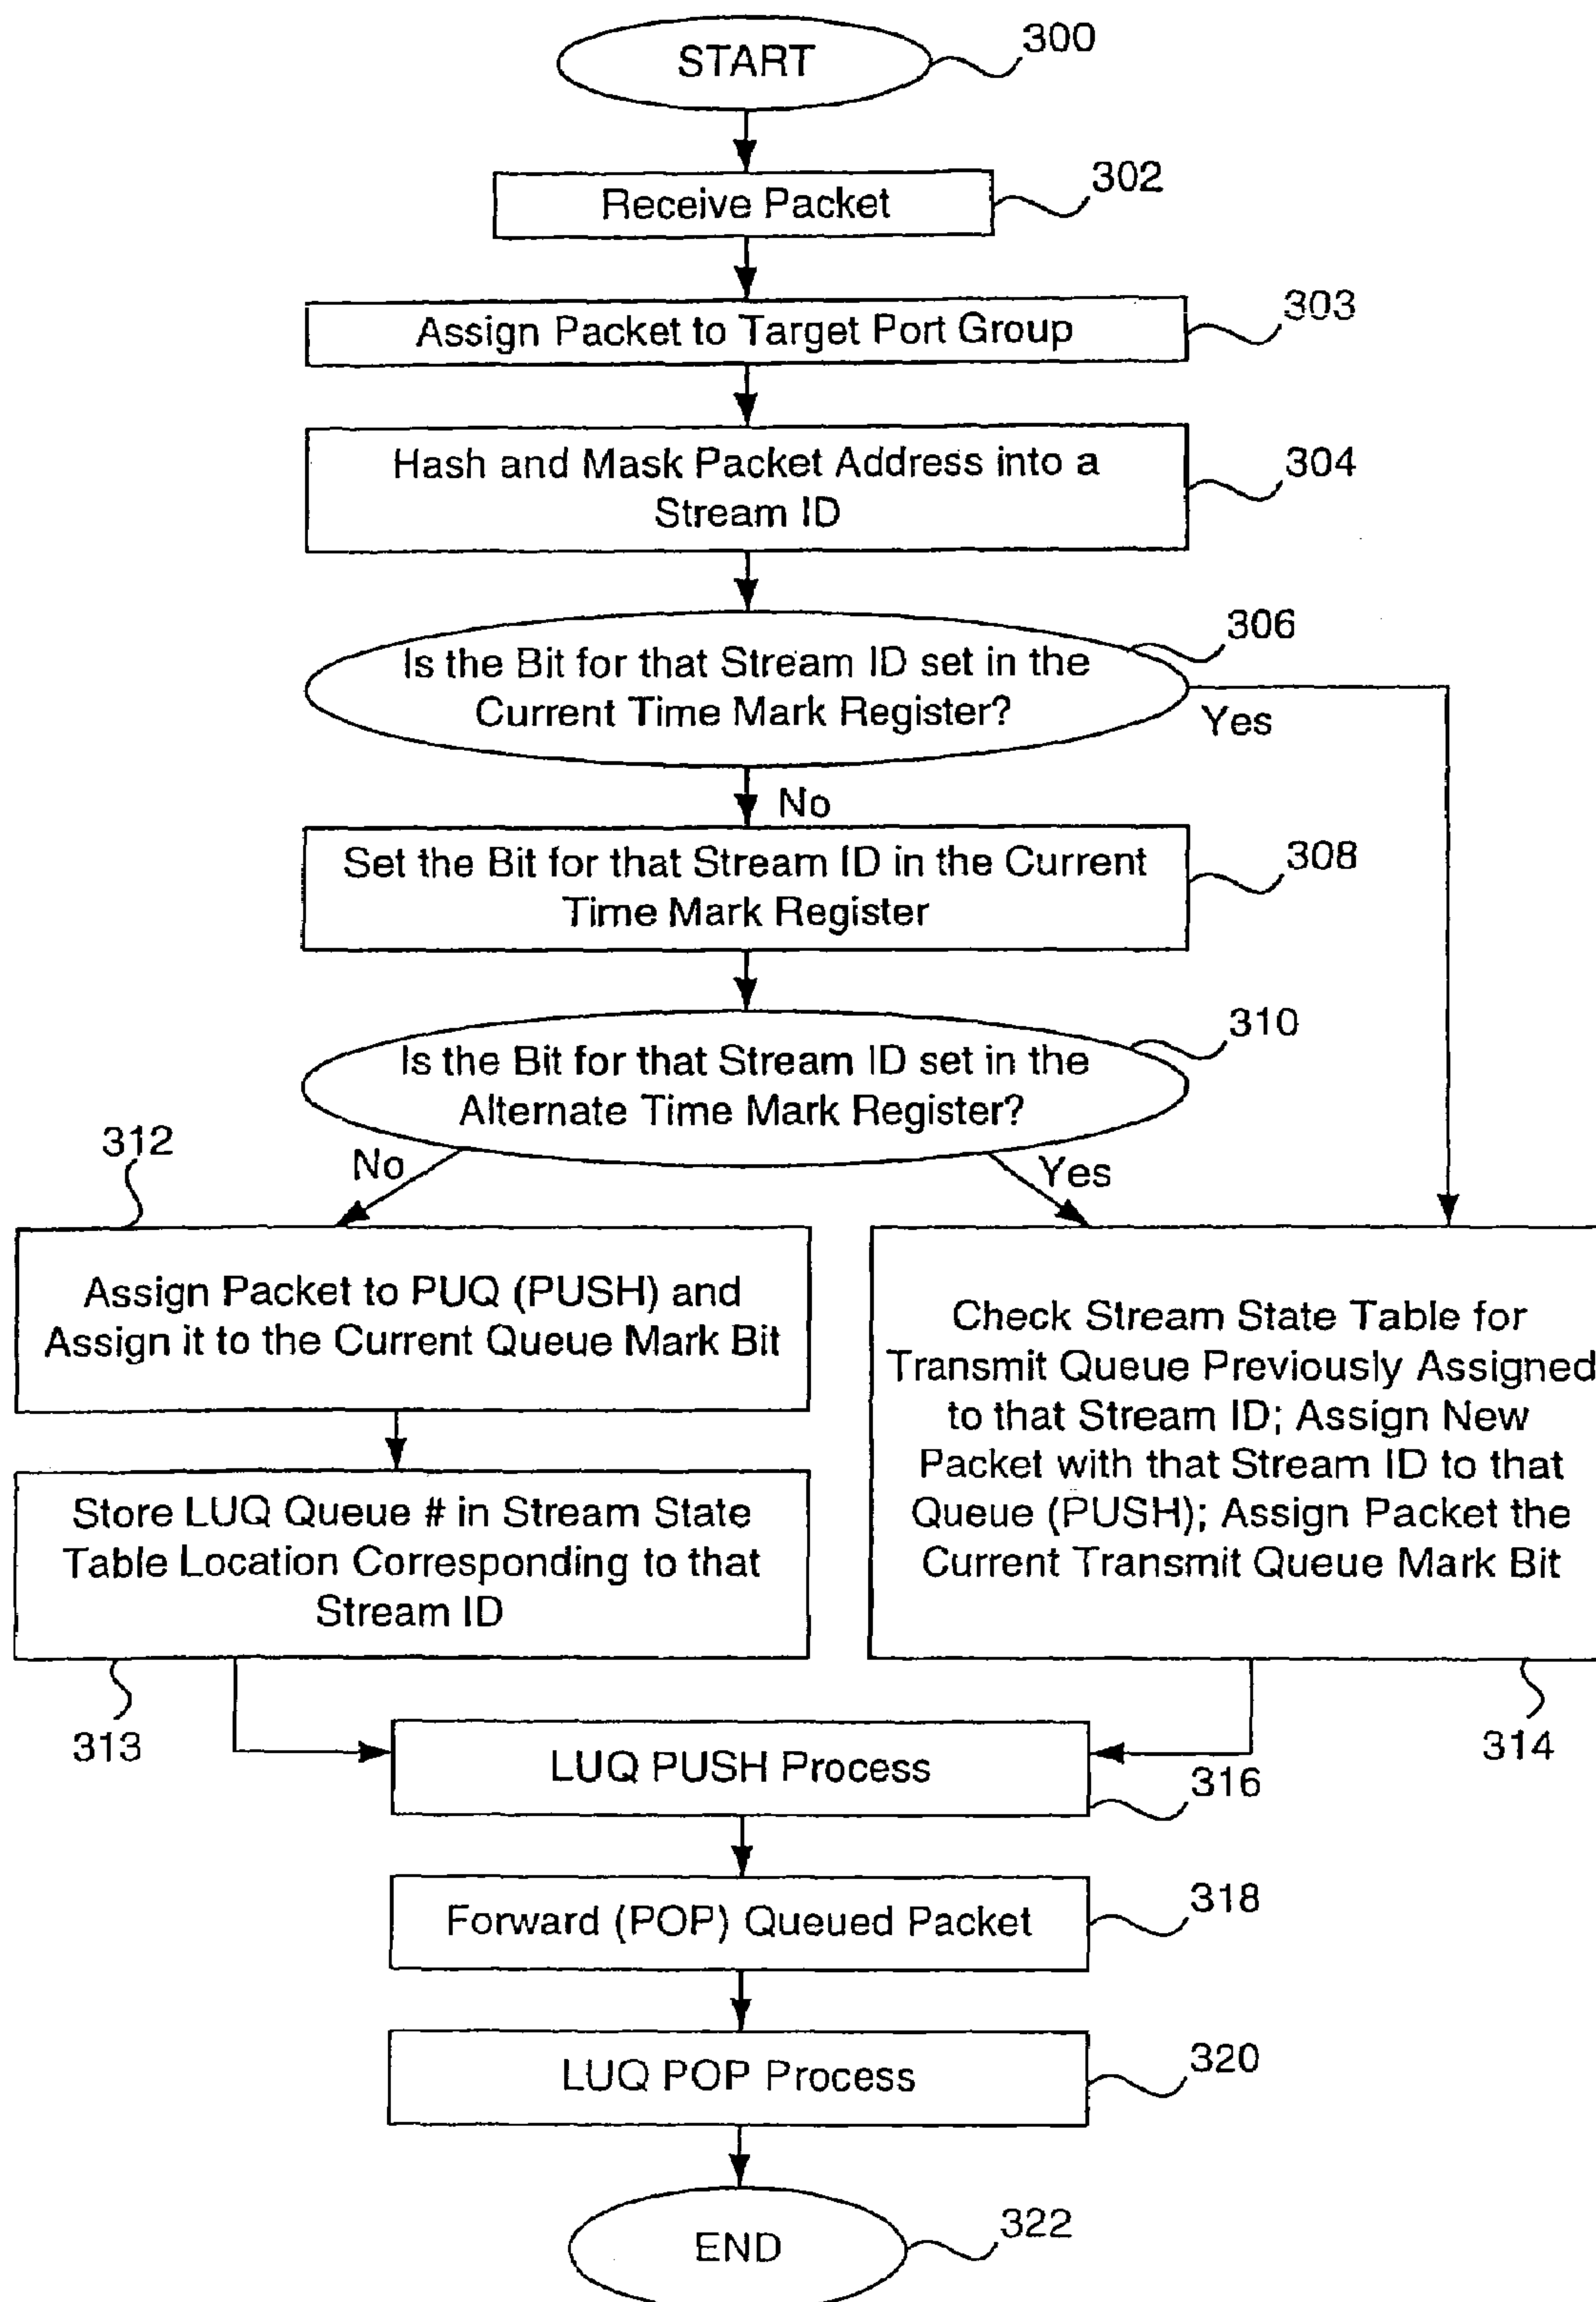 START
300
Receive Packet
302
Assign Packet to Target Port Group
303
Hash and Mask Packet Address into a
Stream ID
304
Is the Bit for that Stream ID set in the
Current Time Mark Register?
306
Yes
No
Set the Bit for that Stream ID in the Current
Time Mark Register
308
Is the Bit for that Stream ID set in the
Alternate Time Mark Register?
310
312
No
Yes
Assign Packet to PUQ (PUSH) and
Assign it to the Current Queue Mark Bit
Store LUQ Queue # in Stream State
Table Location Corresponding to that
Stream ID
313
Check Stream State Table for
Transmit Queue Previously Assigned
to that Stream ID; Assign New
Packet with that Stream ID to that
Queue (PUSH); Assign Packet the
Current Transmit Queue Mark Bit
314
LUQ PUSH Process
316
Forward (POP) Queued Packet
318
LUQ POP Process
320
END
322